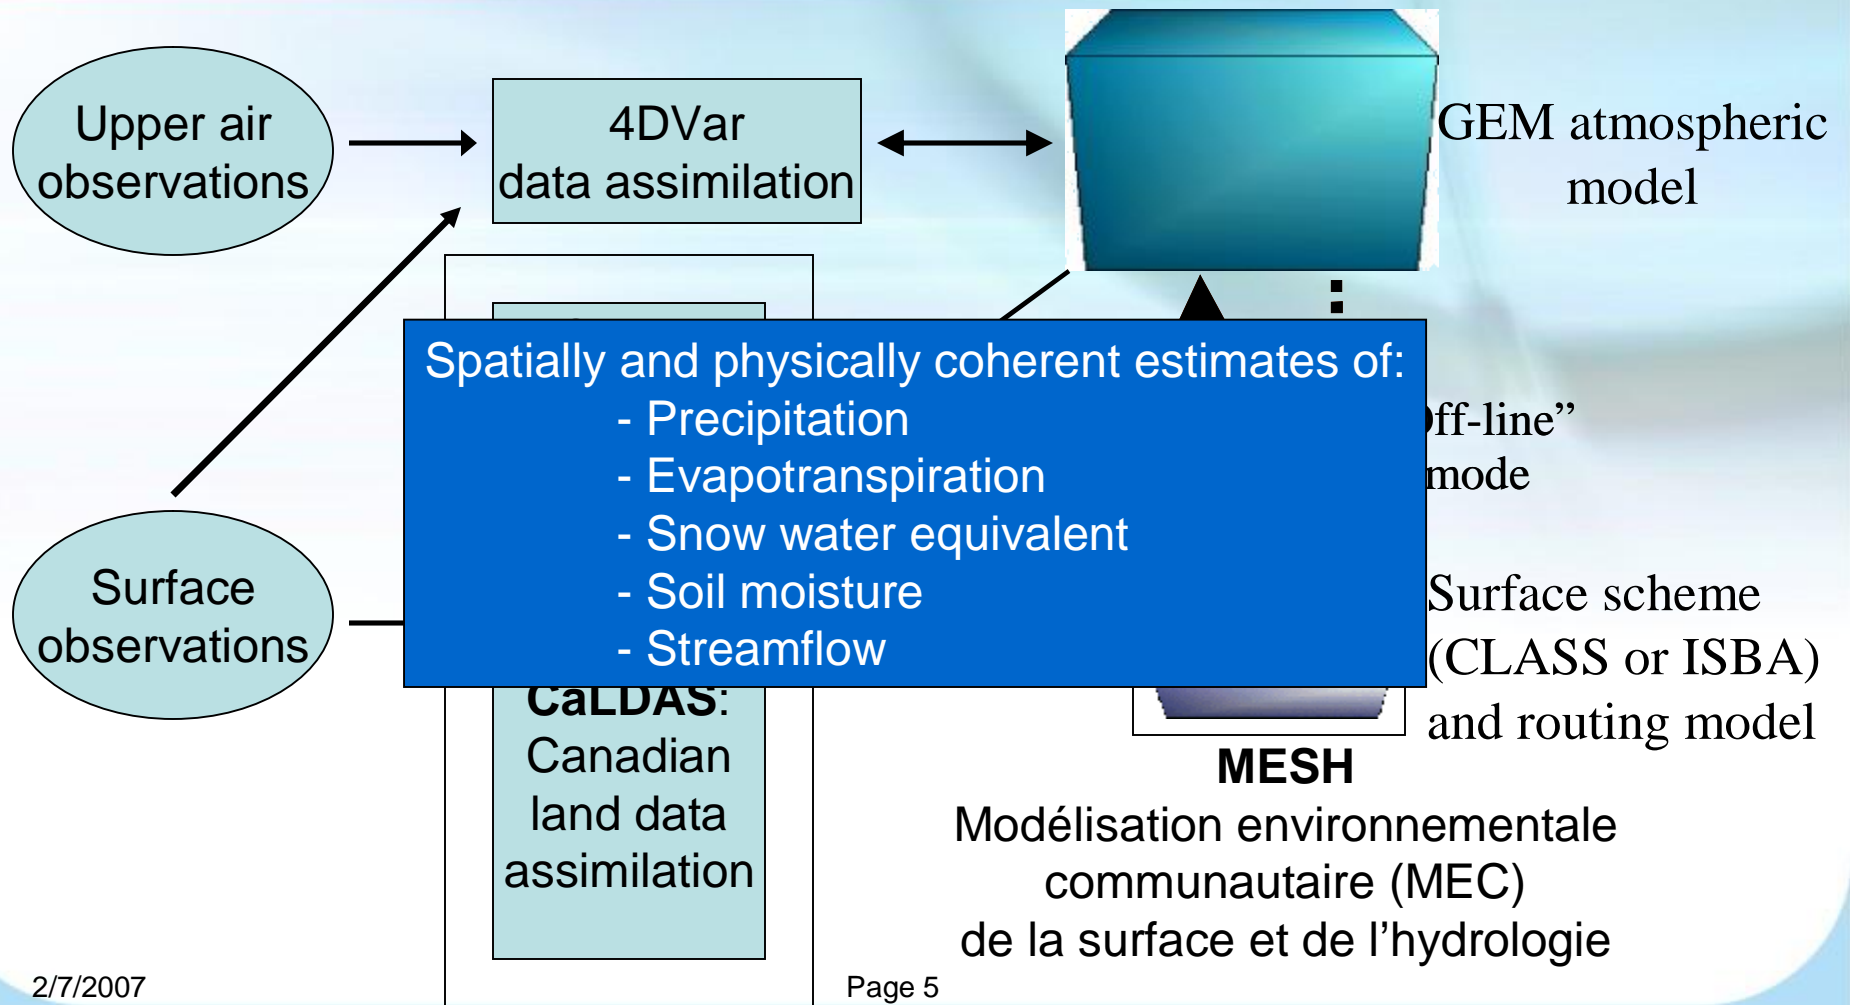 Upper air
observations
4DVar
data assimilation
GEM atmospheric
model
Spatially and physically coherent estimates of:
- Precipitation
- Evapotranspiration
- Snow water equivalent
- Soil moisture
- Streamflow
mode
Surface
observations
Surface scheme
(CLASS or ISBA)
and routing model
CaLDAS:
Canadian
land data
assimilation
MESH
Modélisation environnementale
communautaire (MEC)
de la surface et de l’hydrologie
2/7/2007
Page 5